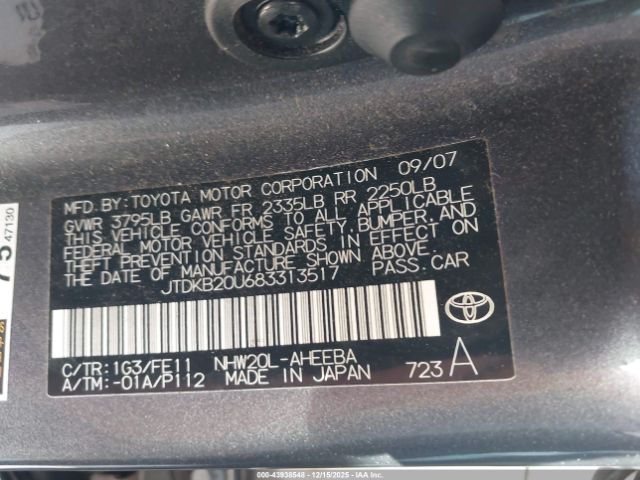 MFD.BY:TOYOTA MOTOR CORPORATION 09/07
GVWR 3795LB GAWR FR 2335LB RR 2250LB
THIS VEHICLE CONFORMS TO ALL APPLICABLE
FEDERAL MOTOR VEHICLE SAFETY,BUMPER,AND
THEFT PREVENTION STANDARDS IN EFFECT ON
THE DATE OF MANUFACTURE SHOWN ABOVE.
JTDKB20U683313517 PASS.CAR
C/TR:1G3/FE11 NHW20L-AHEEBA
A/TM:-01A/P112 MADE IN JAPAN 723 A
47130
000-43938548 - 12/15/2025 - IAA Inc.